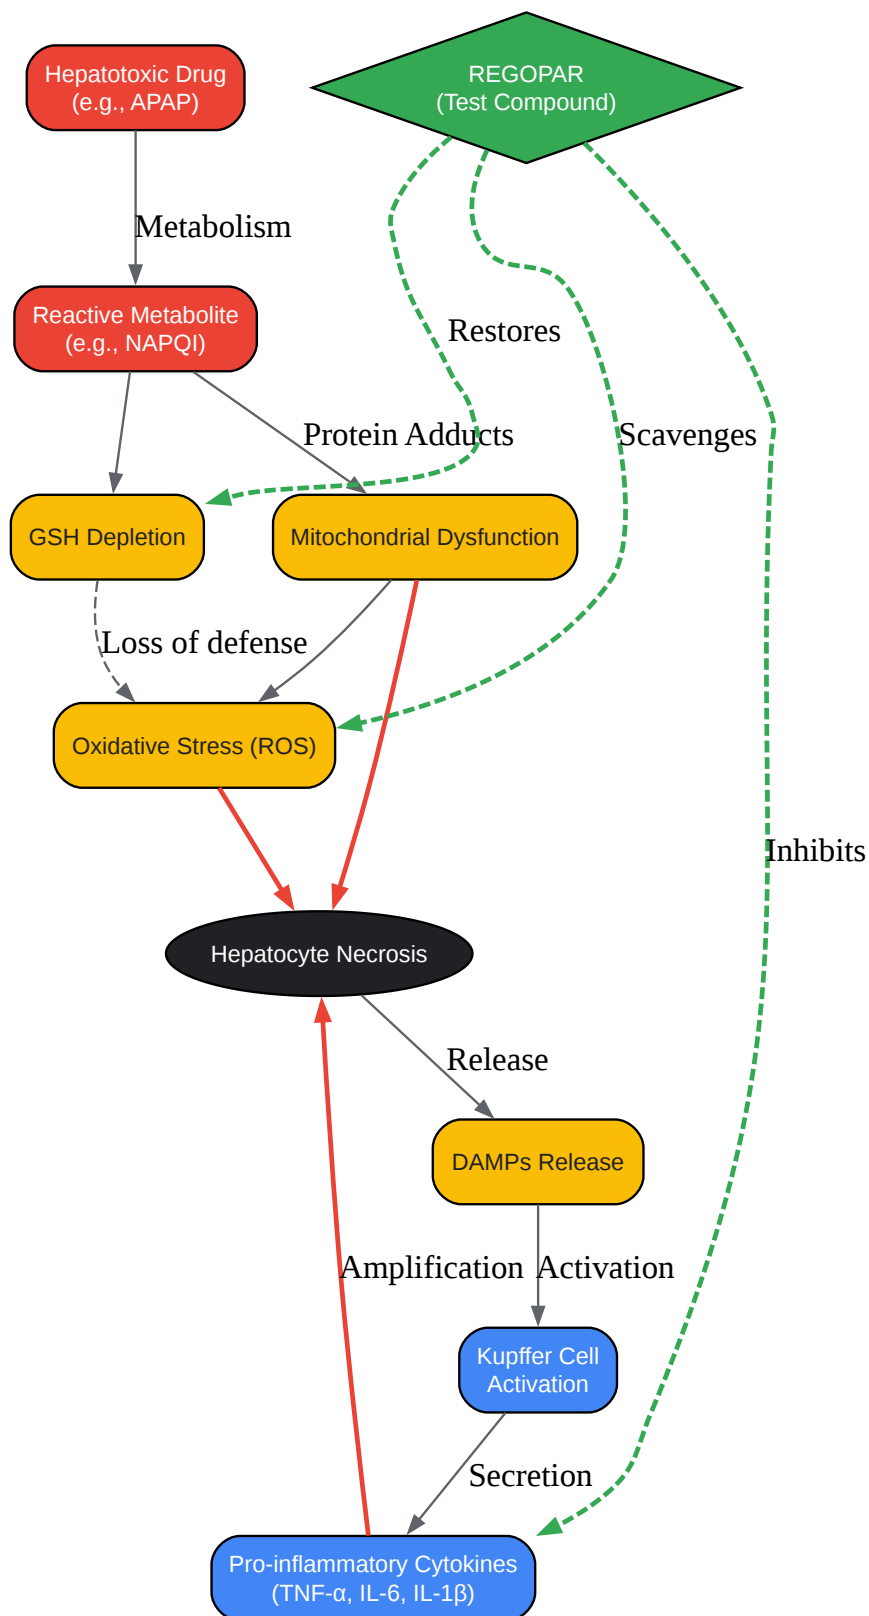 Hepatotoxic Drug
(e.g., APAP)
REGOPAR
(Test Compound)
Metabolism
Reactive Metabolite
(e.g., NAPQI)
Restores
Protein Adducts
Scavenges
GSH Depletion
Mitochondrial Dysfunction
Loss of defense
Oxidative Stress (ROS)
Inhibits
Hepatocyte Necrosis
Release
DAMPs Release
Amplification
Activation
Kupffer Cell
Activation
Secretion
Pro-inflammatory Cytokines
(TNF-α, IL-6, IL-1β)